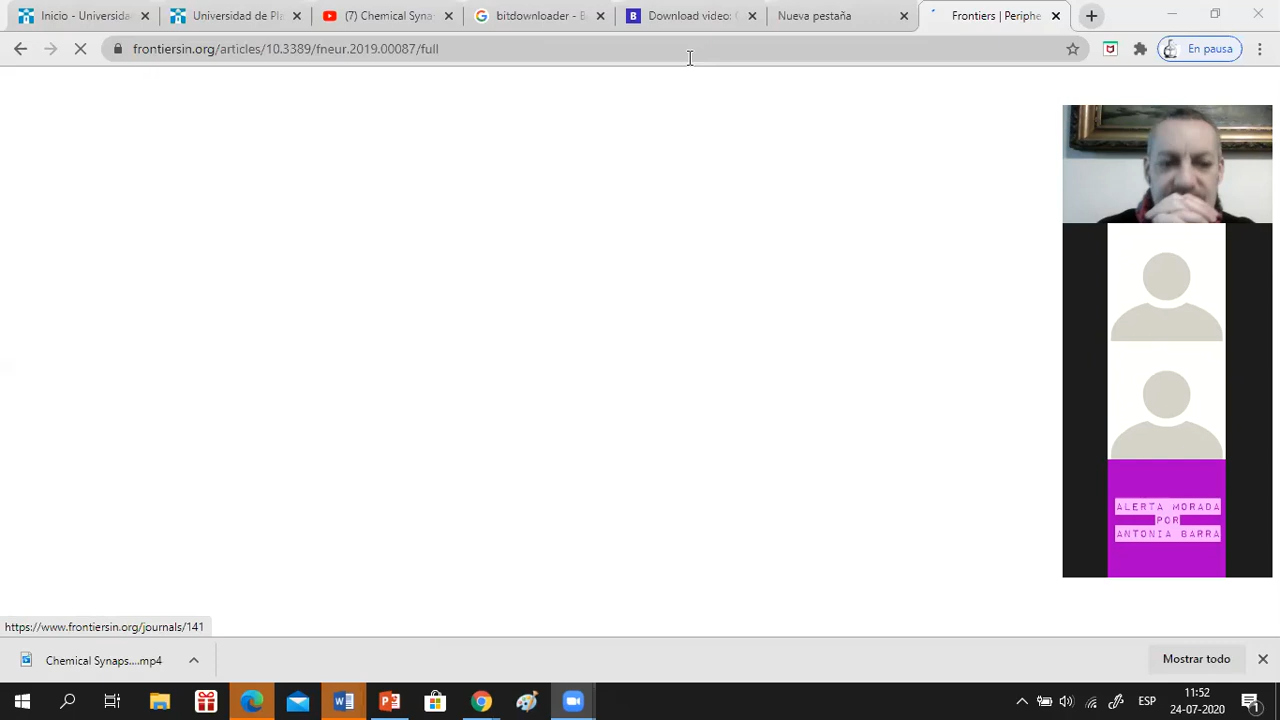 Inicio - Universida
Universidad de Pla
(7) Chemical Syna
bitdownloader - B
Download video: C
Nueva pestaña
Frontiers | Periphe
frontiersin.org/articles/10.3389/fneur.2019.00087/full
En pausa
ALERTA MORADA
POR
ANTONIA BARRA
https://www.frontiersin.org/journals/141
Chemical Synaps....mp4
Mostrar todo
ESP
11:52
24-07-2020